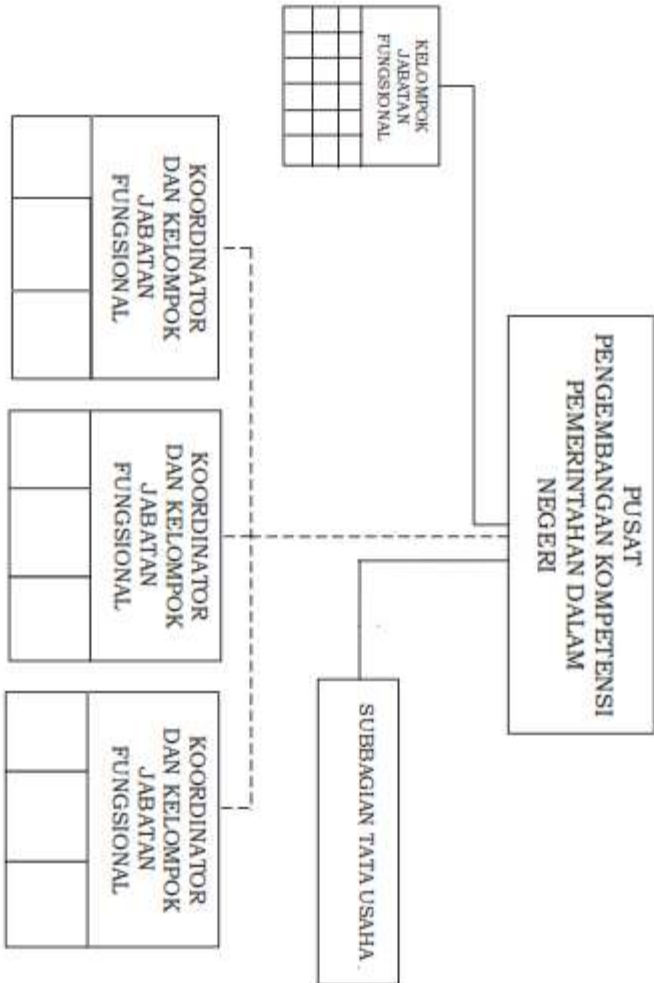 PUSAT
PENGEMBANGAN KOMPETENSI
PEMERINTAHAN DALAM
NEGERI
KELOMPOK
JABATAN
FUNGSIONAL
SUBBAGIAN TATA USAHA
KOORDINATOR
DAN KELOMPOK
JABATAN
FUNGSIONAL
KOORDINATOR
DAN KELOMPOK
JABATAN
FUNGSIONAL
KOORDINATOR
DAN KELOMPOK
JABATAN
FUNGSIONAL